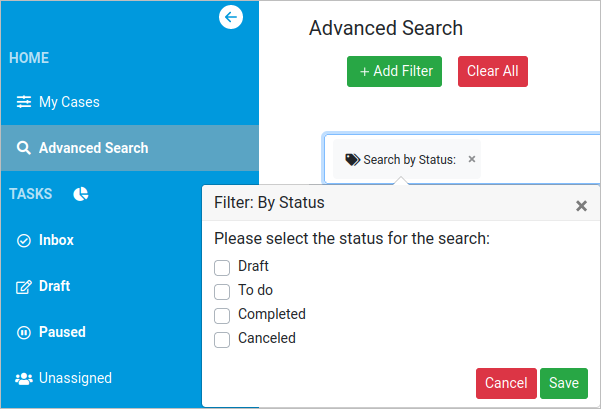 HOME
My Cases
Advanced Search
TASKS
Inbox
Draft
Paused
Unassigned
Advanced Search
+ Add Filter
Clear All
Search by Status: ×
Filter: By Status ×
Please select the status for the search:
Draft
To do
Completed
Canceled
Cancel
Save